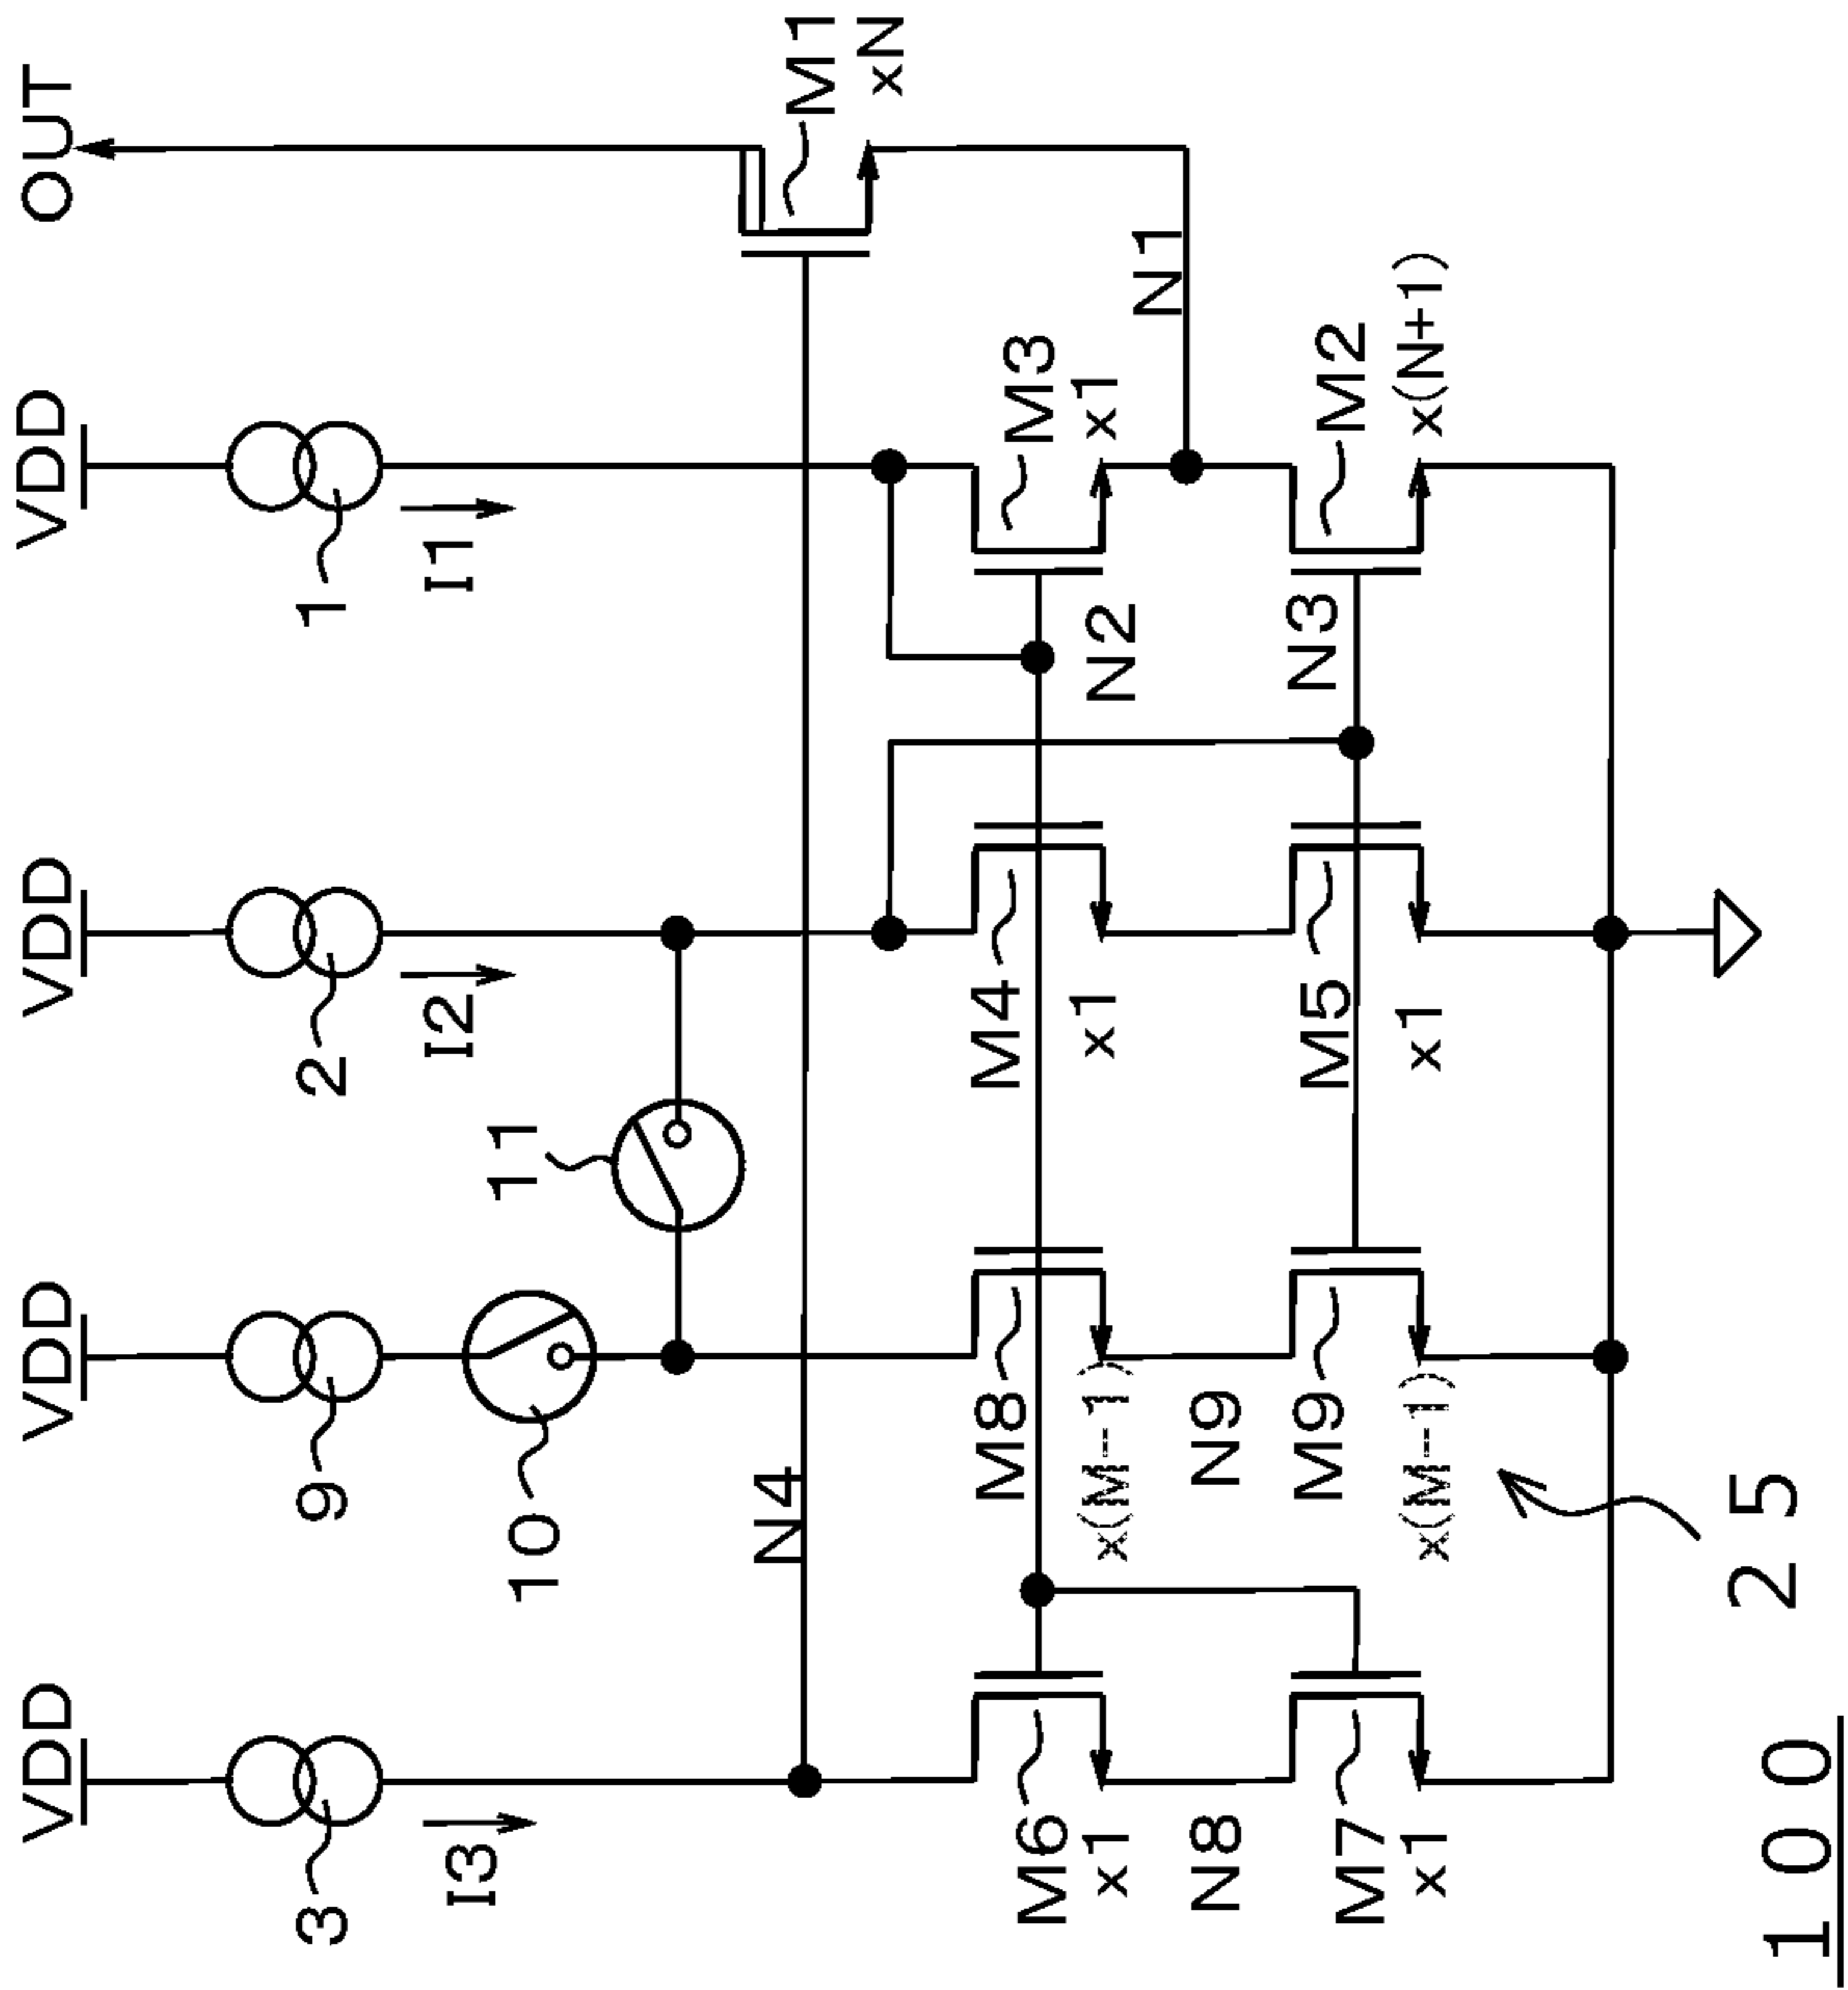 VDD
VDD
VDD
VDD
OUT
3
9
2
1
I3
10
11
I2
I1
N4
M1
xN
M6
x1
M8
x(M-1)
M4
x1
N2
M3
x1
N1
N8
N9
M7
x1
M9
x(M-1)
M5
x1
N3
M2
x(N+1)
25
100